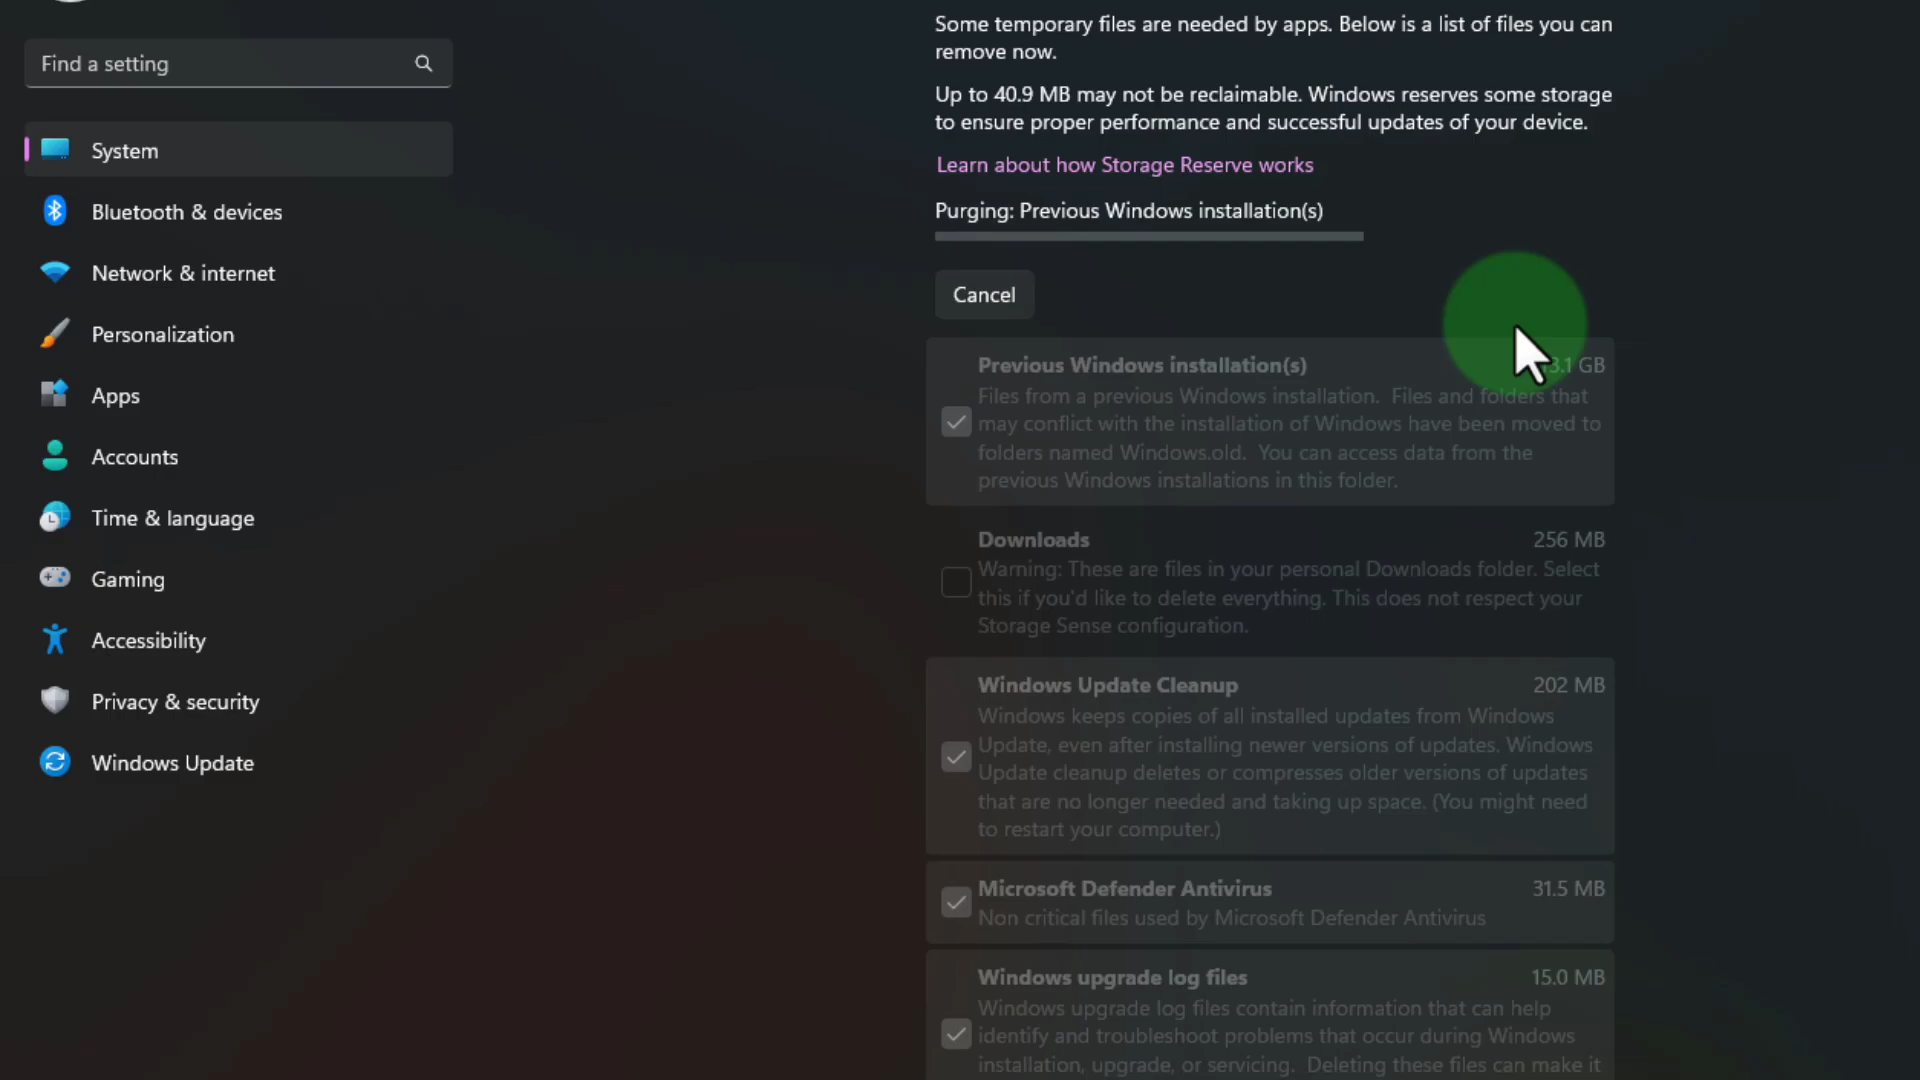 Find a setting
System
Bluetooth & devices
Network & internet
Personalization
Apps
Accounts
Time & language
Gaming
Accessibility
Privacy & security
Windows Update
Some temporary files are needed by apps. Below is a list of files you can
remove now.
Up to 40.9 MB may not be reclaimable. Windows reserves some storage
to ensure proper performance and successful updates of your device.
Learn about how Storage Reserve works
Purging: Previous Windows installation(s)
Cancel
Previous Windows installation(s) GB
Files from a previous Windows installation. Files and folders that
may conflict with the installation of Windows have been moved to
folders named Windows.old. You can access data from the
previous Windows installations in this folder.
Downloads 256 MB
Warning: These are files in your personal Downloads folder. Select
this if you'd like to delete everything. This does not respect your
Storage Sense configuration.
Windows Update Cleanup 202 MB
Windows keeps copies of all installed updates from Windows
Update, even after installing newer versions of updates. Windows
Update cleanup deletes or compresses older versions of updates
that are no longer needed and taking up space. (You might need
to restart your computer.)
Microsoft Defender Antivirus 31.5 MB
Non critical files used by Microsoft Defender Antivirus
Windows upgrade log files 15.0 MB
Windows upgrade log files contain information that can help
identify and troubleshoot problems that occur during Windows
installation, upgrade, or servicing. Deleting these files can make it